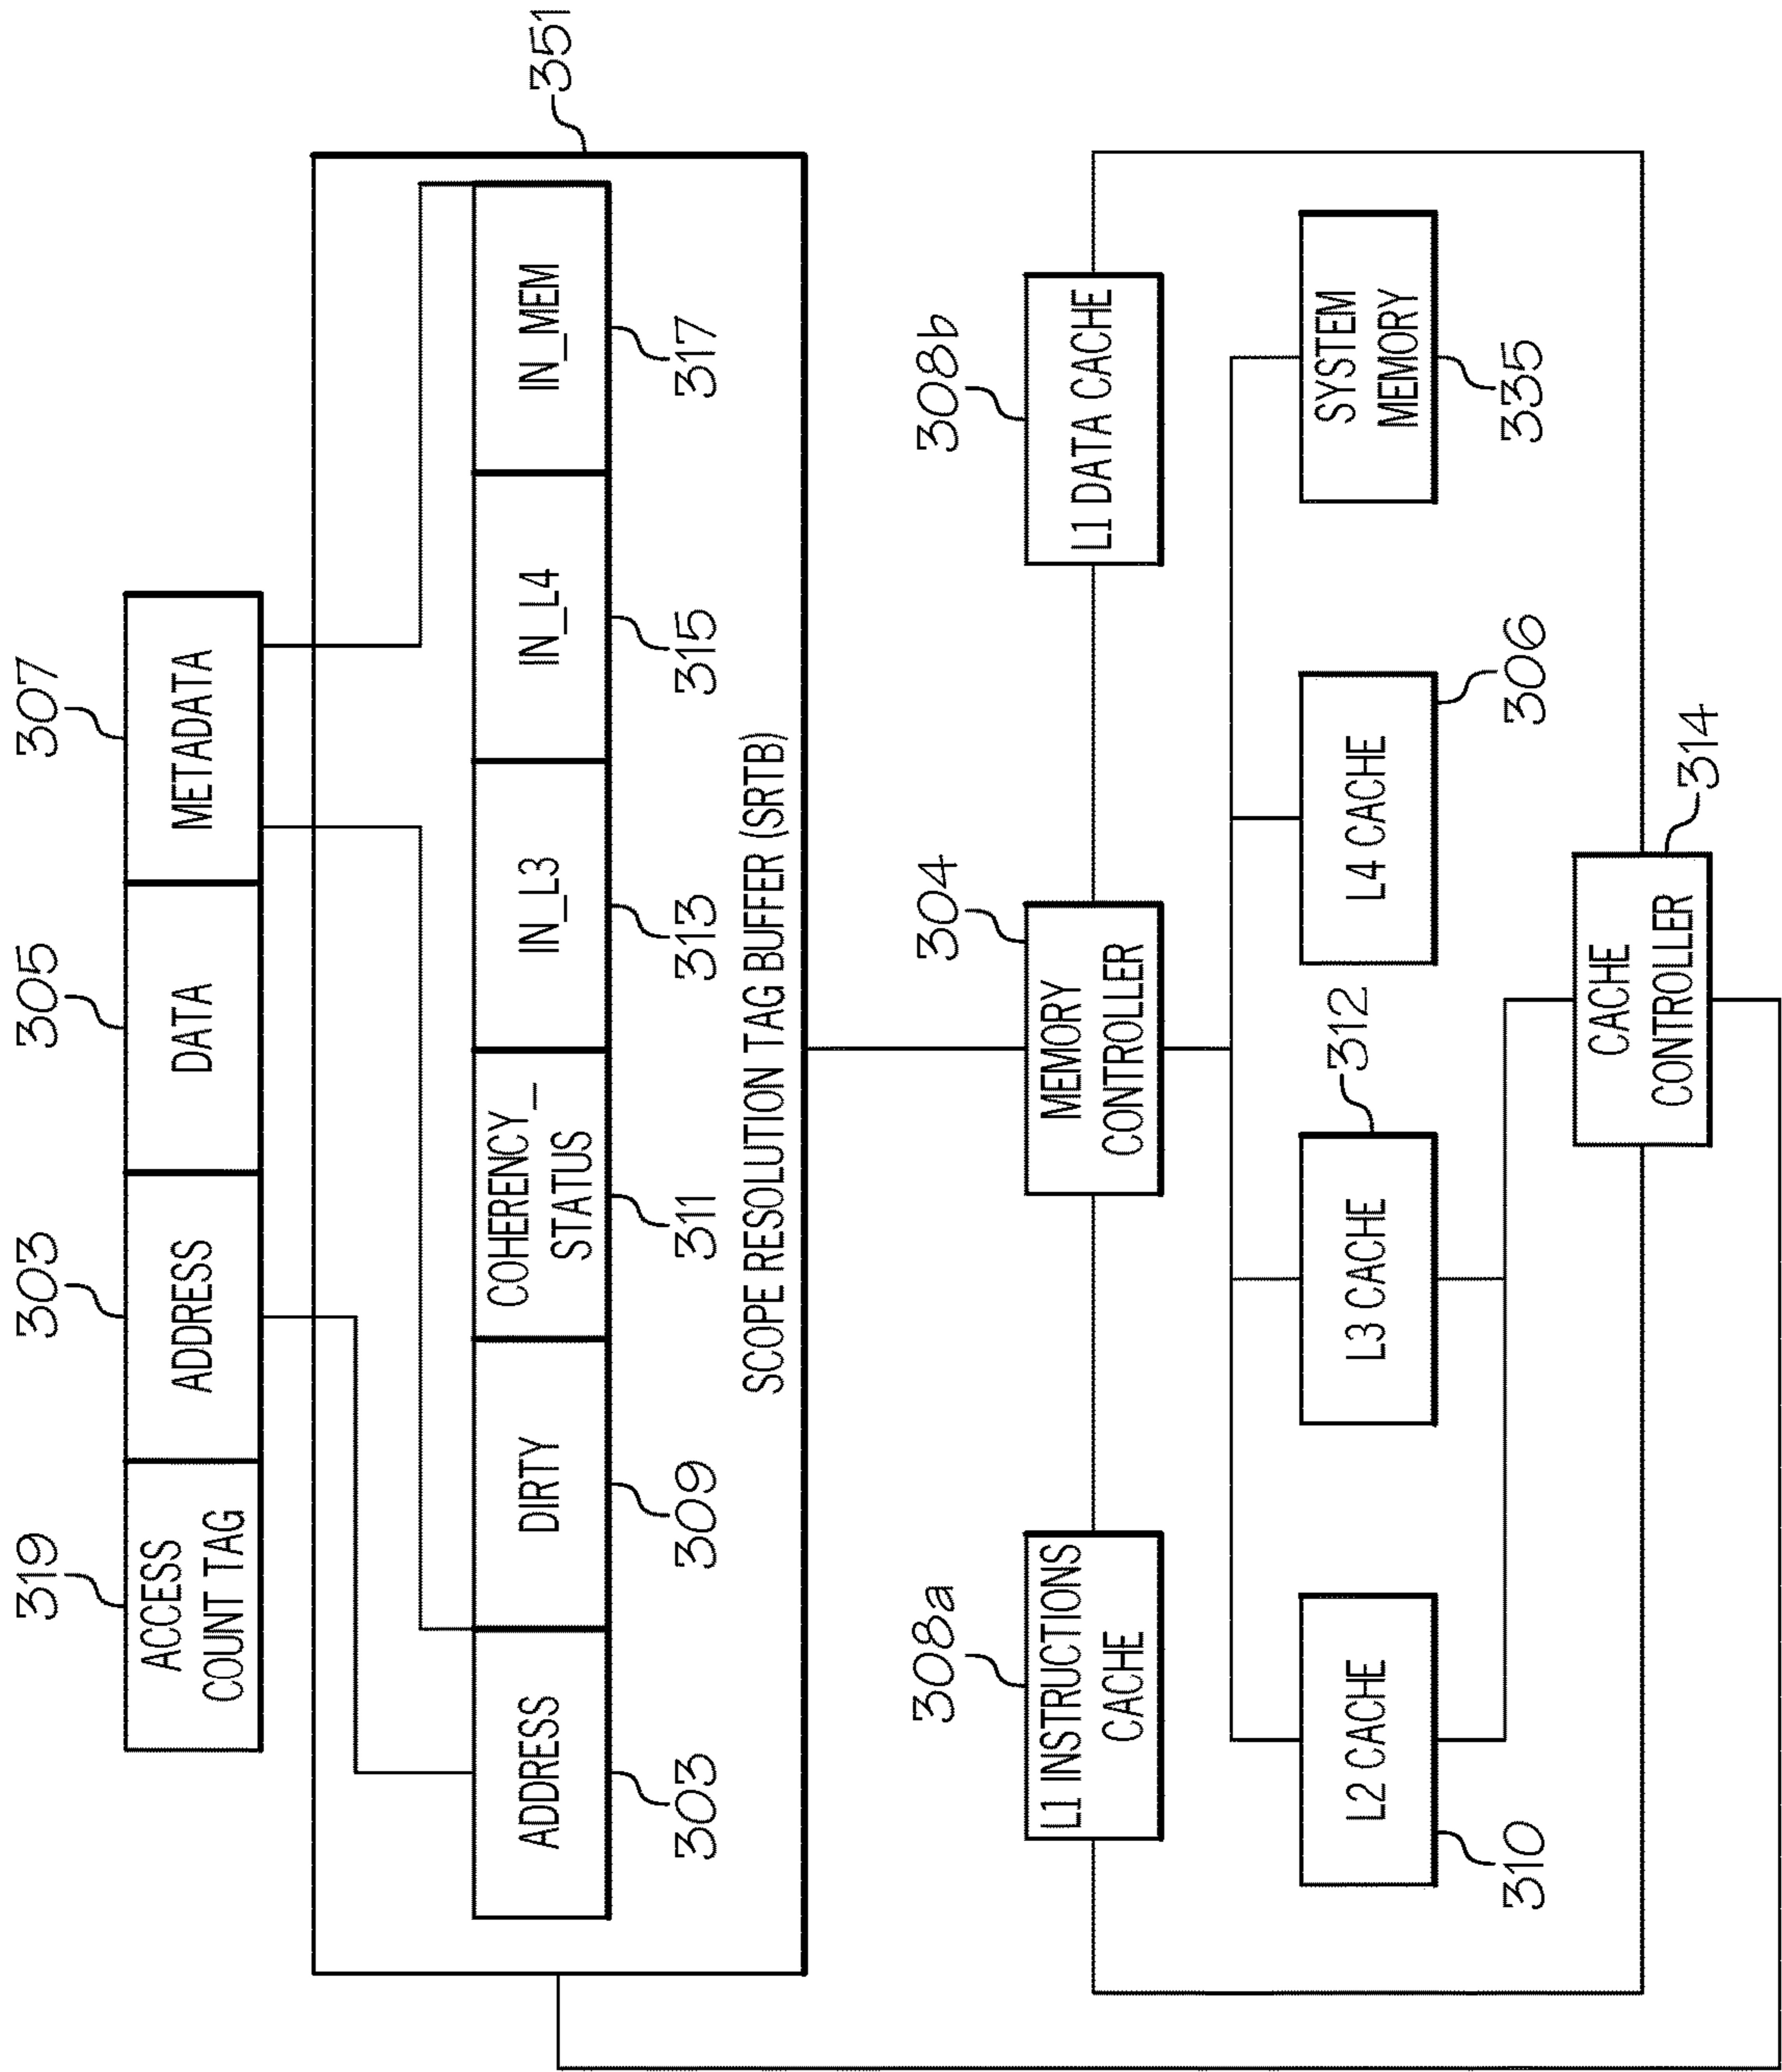 319
303
305
307
ACCESS
COUNT TAG
ADDRESS
DATA
METADATA
351
ADDRESS
DIRTY
COHERENCY_
STATUS
IN_L3
IN_L4
IN_MEM
303
309
311
313
315
317
SCOPE RESOLUTION TAG BUFFER (SRTB)
308a
304
308b
L1 INSTRUCTIONS
CACHE
MEMORY
CONTROLLER
L1 DATA CACHE
312
L2 CACHE
L3 CACHE
L4 CACHE
SYSTEM
MEMORY
310
306
335
314
CACHE
CONTROLLER